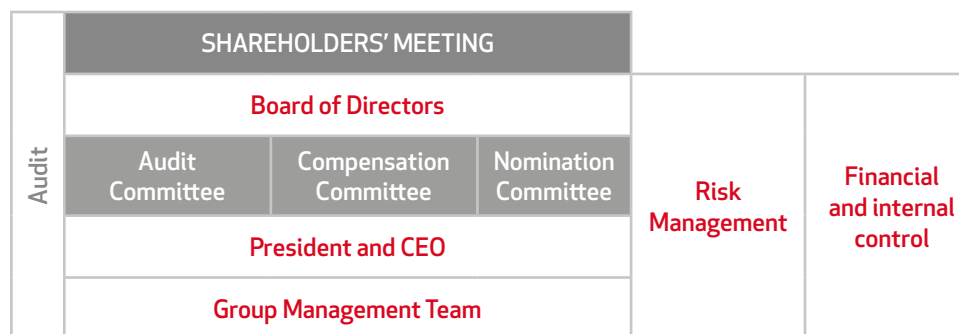 Audit
SHAREHOLDERS’ MEETING
Board of Directors
Audit
Committee
Compensation
Committee
Nomination
Committee
President and CEO
Group Management Team
Risk
Management
Financial
and internal
control